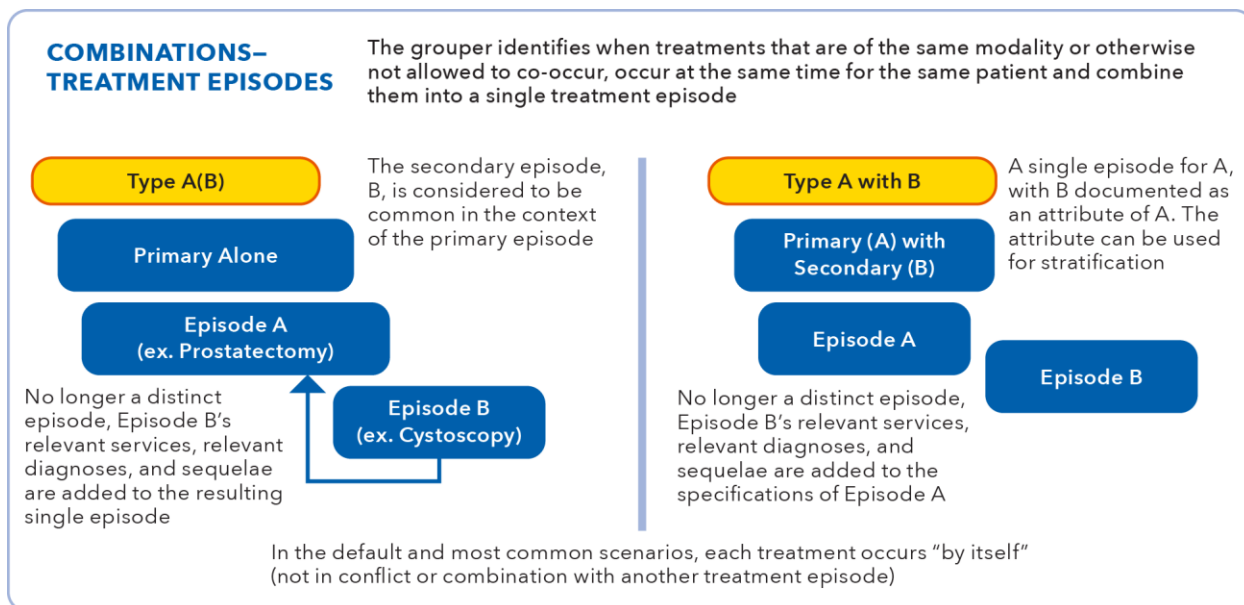 COMBINATIONS–
TREATMENT EPISODES
The grouper identifies when treatments that are of the same modality or otherwise
not allowed to co-occur, occur at the same time for the same patient and combine
them into a single treatment episode
Type A(B)
The secondary episode,
B, is considered to be
common in the context
of the primary episode
Primary Alone
Episode A
(ex. Prostatectomy)
No longer a distinct
episode, Episode B’s
relevant services, relevant
diagnoses, and sequelae
are added to the resulting
single episode
Episode B
(ex. Cystoscopy)
Type A with B
A single episode for A,
with B documented as
an attribute of A. The
attribute can be used
for stratification
Primary (A) with
Secondary (B)
Episode A
Episode B
No longer a distinct episode,
Episode B’s relevant services,
relevant diagnoses, and
sequelae are added to the
specifications of Episode A
In the default and most common scenarios, each treatment occurs “by itself”
(not in conflict or combination with another treatment episode)